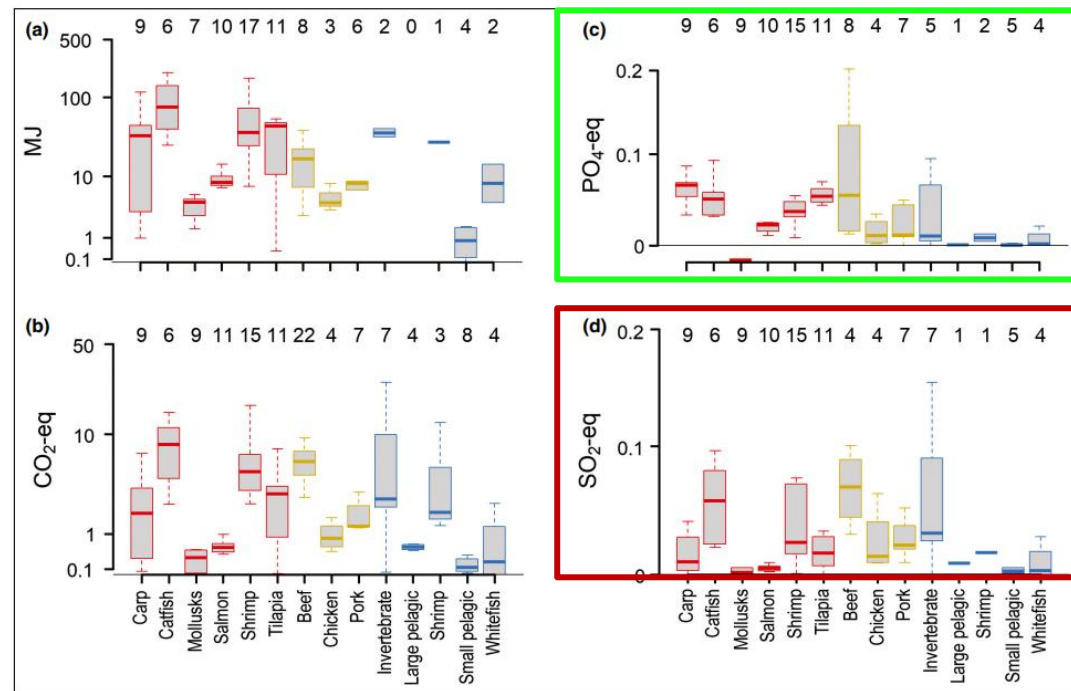 (a) 9 6 7 10 17 11 8 3 6 2 0 1 4 2
500
100
10
1
0.1
MJ
(c) 9 6 9 10 15 11 8 4 7 5 1 2 5 4
0.2
0.1
0
PO4-eq
(b) 9 6 9 11 15 11 22 4 7 7 4 3 8 4
50
10
1
0.1
CO2-eq
Carp
Catfish
Mollusks
Salmon
Shrimp
Tilapia
Beef
Chicken
Pork
Invertebrate
Large pelagic
Shrimp
Small pelagic
Whitefish
(d) 9 6 9 10 15 11 4 4 7 7 1 1 5 4
0.2
0.1
0
SO2-eq
Carp
Catfish
Mollusks
Salmon
Shrimp
Tilapia
Beef
Chicken
Pork
Invertebrate
Large pelagic
Shrimp
Small pelagic
Whitefish